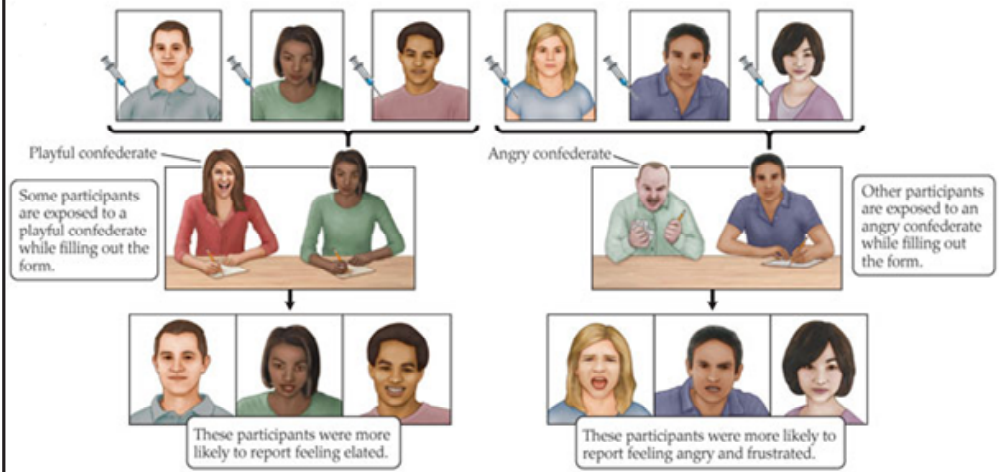 Playful confederate
Some participants
are exposed to a
playful confederate
while filling out the
form.
Angry confederate
Other participants
are exposed to an
angry confederate
while filling out
the form.
These participants were more
likely to report feeling elated.
These participants were more likely to
report feeling angry and frustrated.